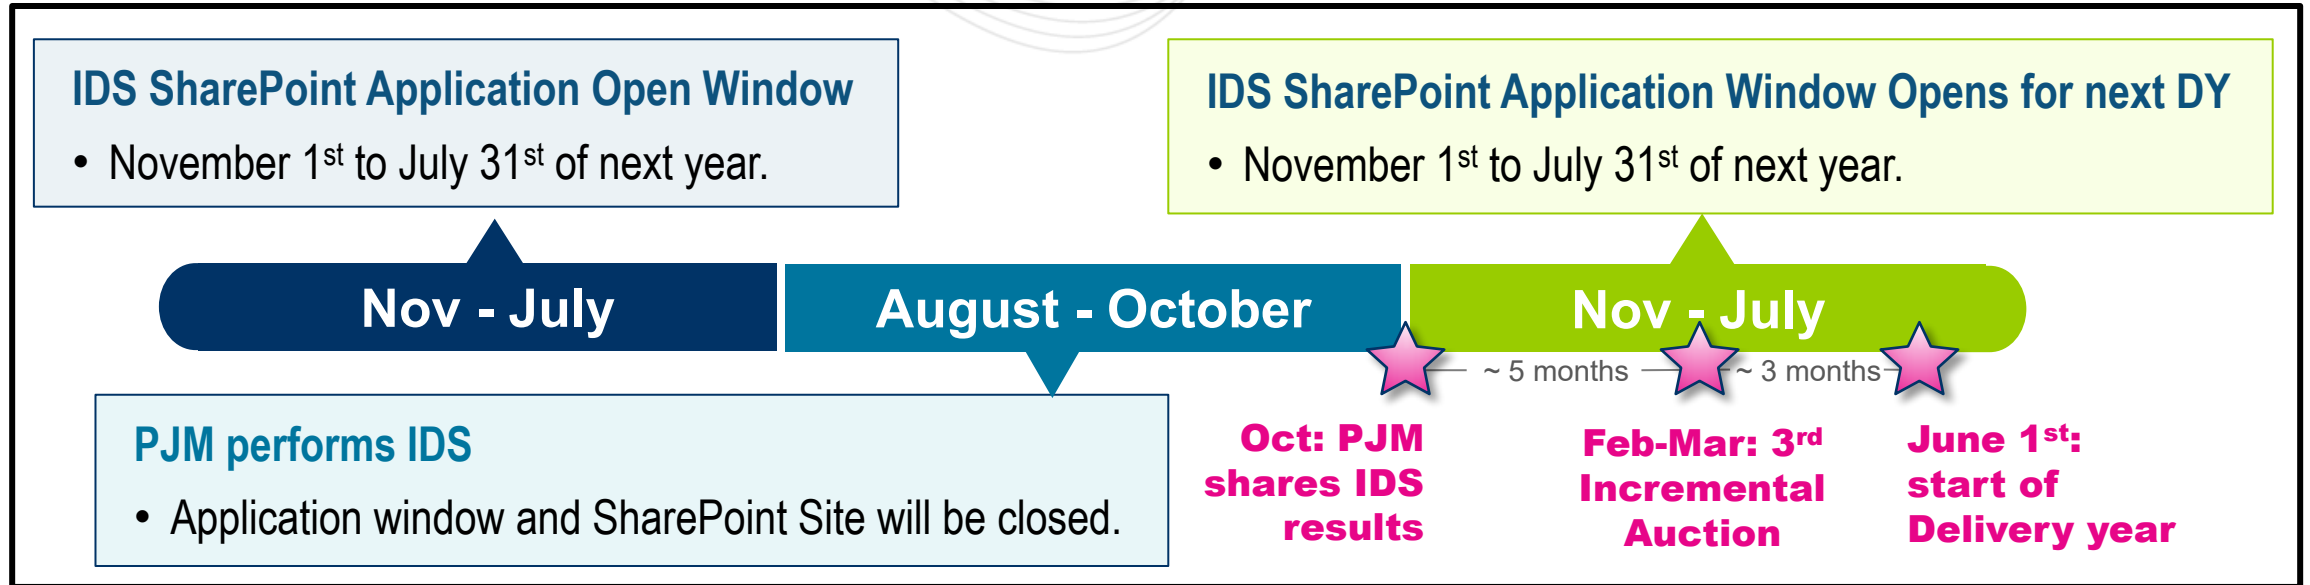 IDS SharePoint Application Open Window
• November 1st to July 31st of next year.
IDS SharePoint Application Window Opens for next DY
• November 1st to July 31st of next year.
Nov - July
August - October
Nov - July
~ 5 months
~ 3 months
PJM performs IDS
• Application window and SharePoint Site will be closed.
Oct: PJM
shares IDS
results
Feb-Mar: 3rd
Incremental
Auction
June 1st:
start of
Delivery year